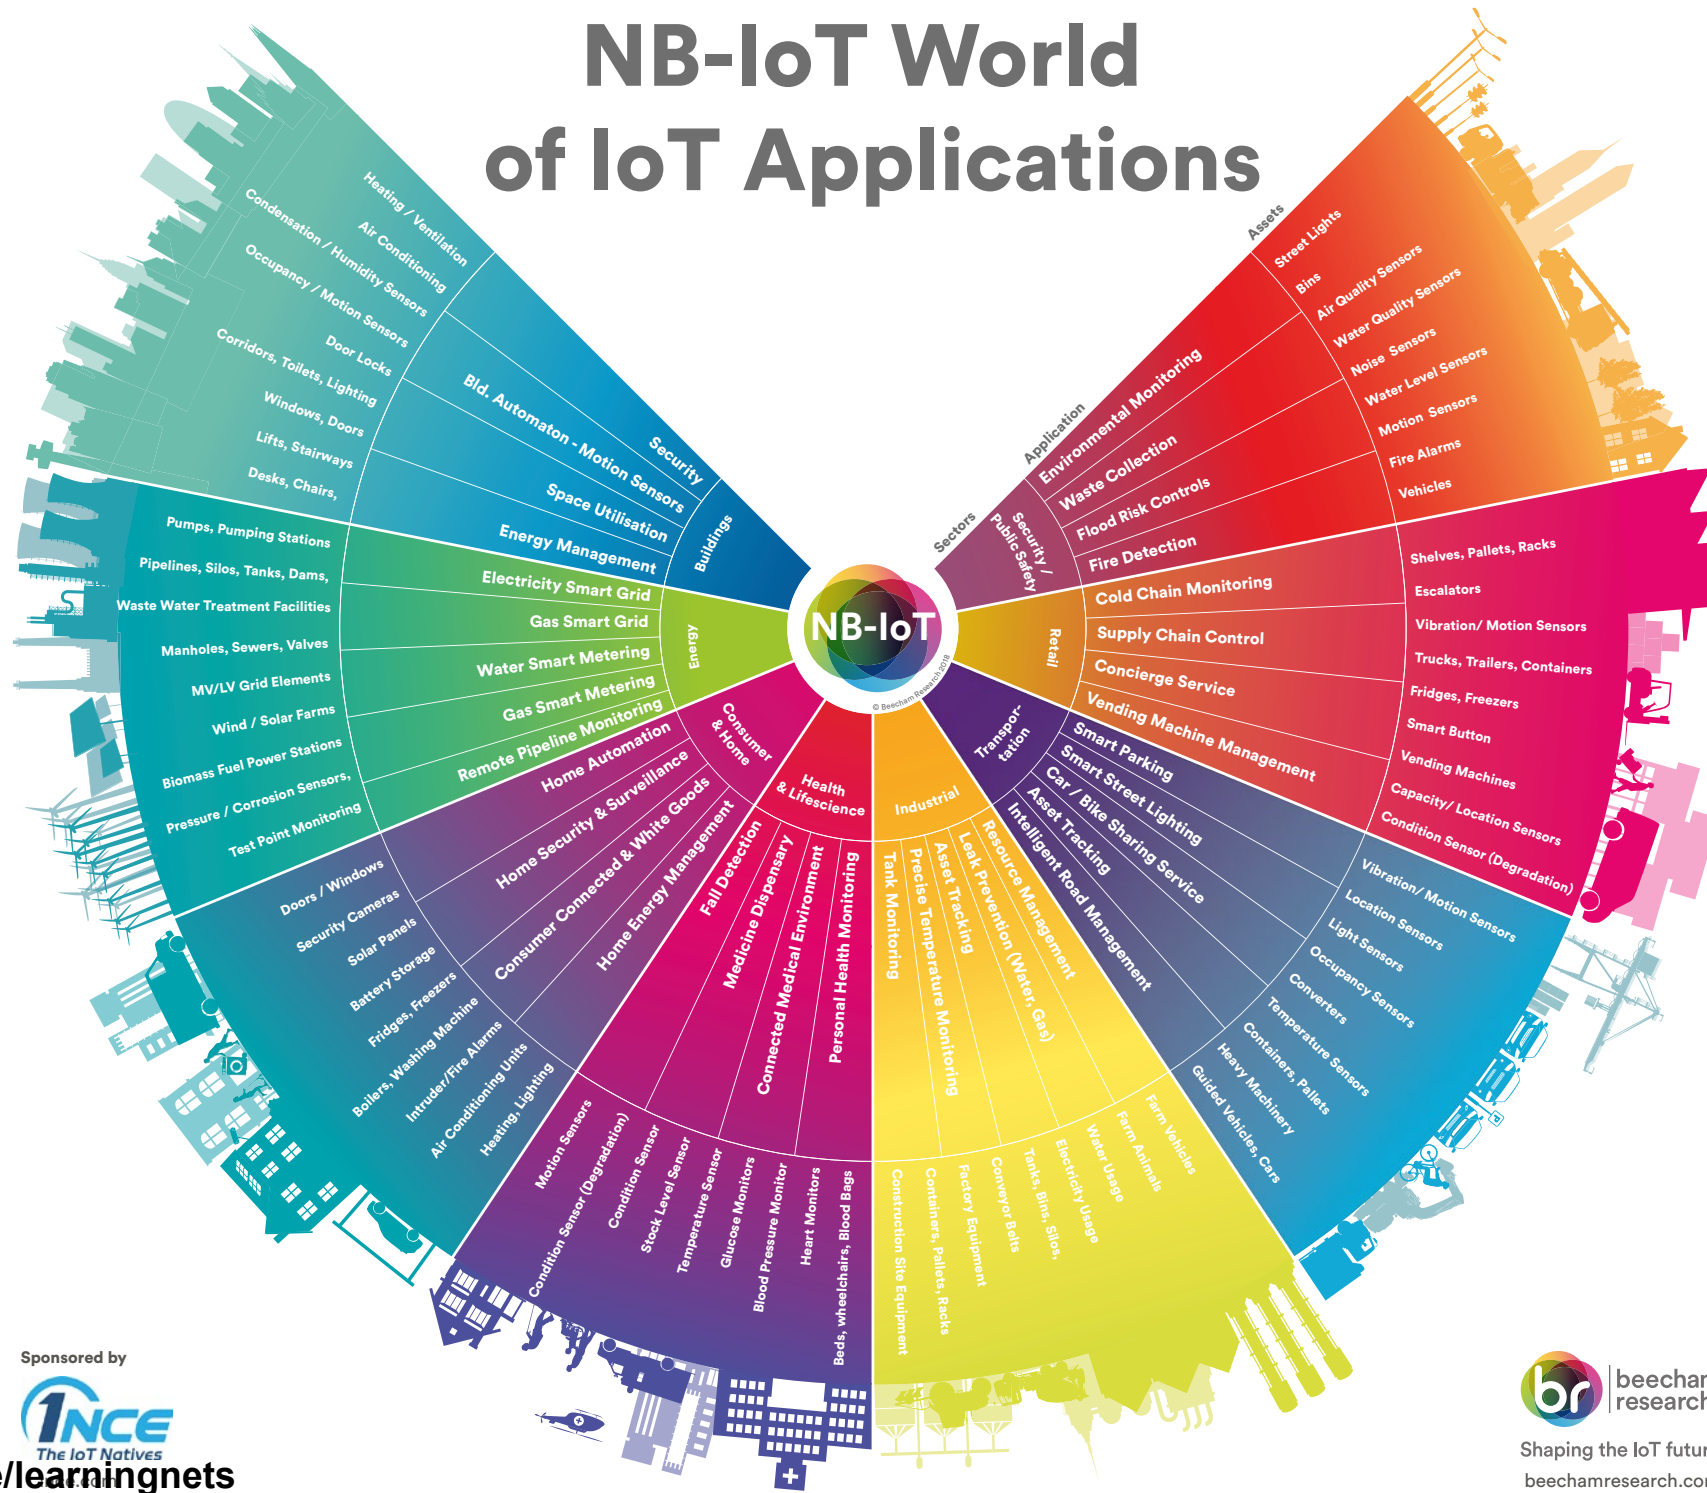 NB-IoT World
of IoT Applications
Sectors
Application
Assets
NB-IoT
© Beecham Research 2018
Security /
Public Safety
Environmental Monitoring
Waste Collection
Flood Risk Controls
Fire Detection
Street Lights
Bins
Air Quality Sensors
Water Quality Sensors
Noise Sensors
Water Level Sensors
Motion Sensors
Fire Alarms
Vehicles
Retail
Cold Chain Monitoring
Supply Chain Control
Concierge Service
Vending Machine Management
Shelves, Pallets, Racks
Escalators
Vibration/ Motion Sensors
Trucks, Trailers, Containers
Fridges, Freezers
Smart Button
Vending Machines
Capacity/ Location Sensors
Condition Sensor (Degradation)
Transpor-
tation
Smart Parking
Smart Street Lighting
Car / Bike Sharing Service
Asset Tracking
Intelligent Road Management
Vibration/ Motion Sensors
Location Sensors
Light Sensors
Occupancy Sensors
Converters
Temperature Sensors
Containers, Pallets
Heavy Machinery
Guided Vehicles, Cars
Industrial
Resource Management
Leak Prevention (Water, Gas)
Asset Tracking
Precise Temperature Monitoring
Tank Monitoring
Farm Vehicles
Farm Animals
Water Usage
Electricity Usage
Tanks, Bins, Silos,
Conveyor Belts
Factory Equipment
Containers, Pallets, Racks
Construction Site Equipment
Health
& Lifescience
Personal Health Monitoring
Connected Medical Environment
Medicine Dispensary
Fall Detection
Beds, wheelchairs, Blood Bags
Heart Monitors
Blood Pressure Monitor
Glucose Monitors
Temperature Sensor
Stock Level Sensor
Condition Sensor
Condition Sensor (Degradation)
Motion Sensors
Consumer
& Home
Home Energy Management
Consumer Connected & White Goods
Home Security & Surveillance
Home Automation
Heating, Lighting
Air Conditioning Units
Intruder/Fire Alarms
Boilers, Washing Machine
Fridges, Freezers
Battery Storage
Solar Panels
Security Cameras
Doors / Windows
Energy
Remote Pipeline Monitoring
Gas Smart Metering
Water Smart Metering
Gas Smart Grid
Electricity Smart Grid
Test Point Monitoring
Pressure / Corrosion Sensors,
Biomass Fuel Power Stations
Wind / Solar Farms
MV/LV Grid Elements
Manholes, Sewers, Valves
Waste Water Treatment Facilities
Pipelines, Silos, Tanks, Dams,
Pumps, Pumping Stations
Buildings
Energy Management
Space Utilisation
Bld. Automaton - Motion Sensors
Security
Desks, Chairs,
Lifts, Stairways
Windows, Doors
Corridors, Toilets, Lighting
Door Locks
Occupancy / Motion Sensors
Condensation / Humidity Sensors
Air Conditioning
Heating / Ventilation
Sponsored by
1NCE
The IoT Natives
/learningnets
br
beecham
research
Shaping the IoT futur
beechamresearch.com